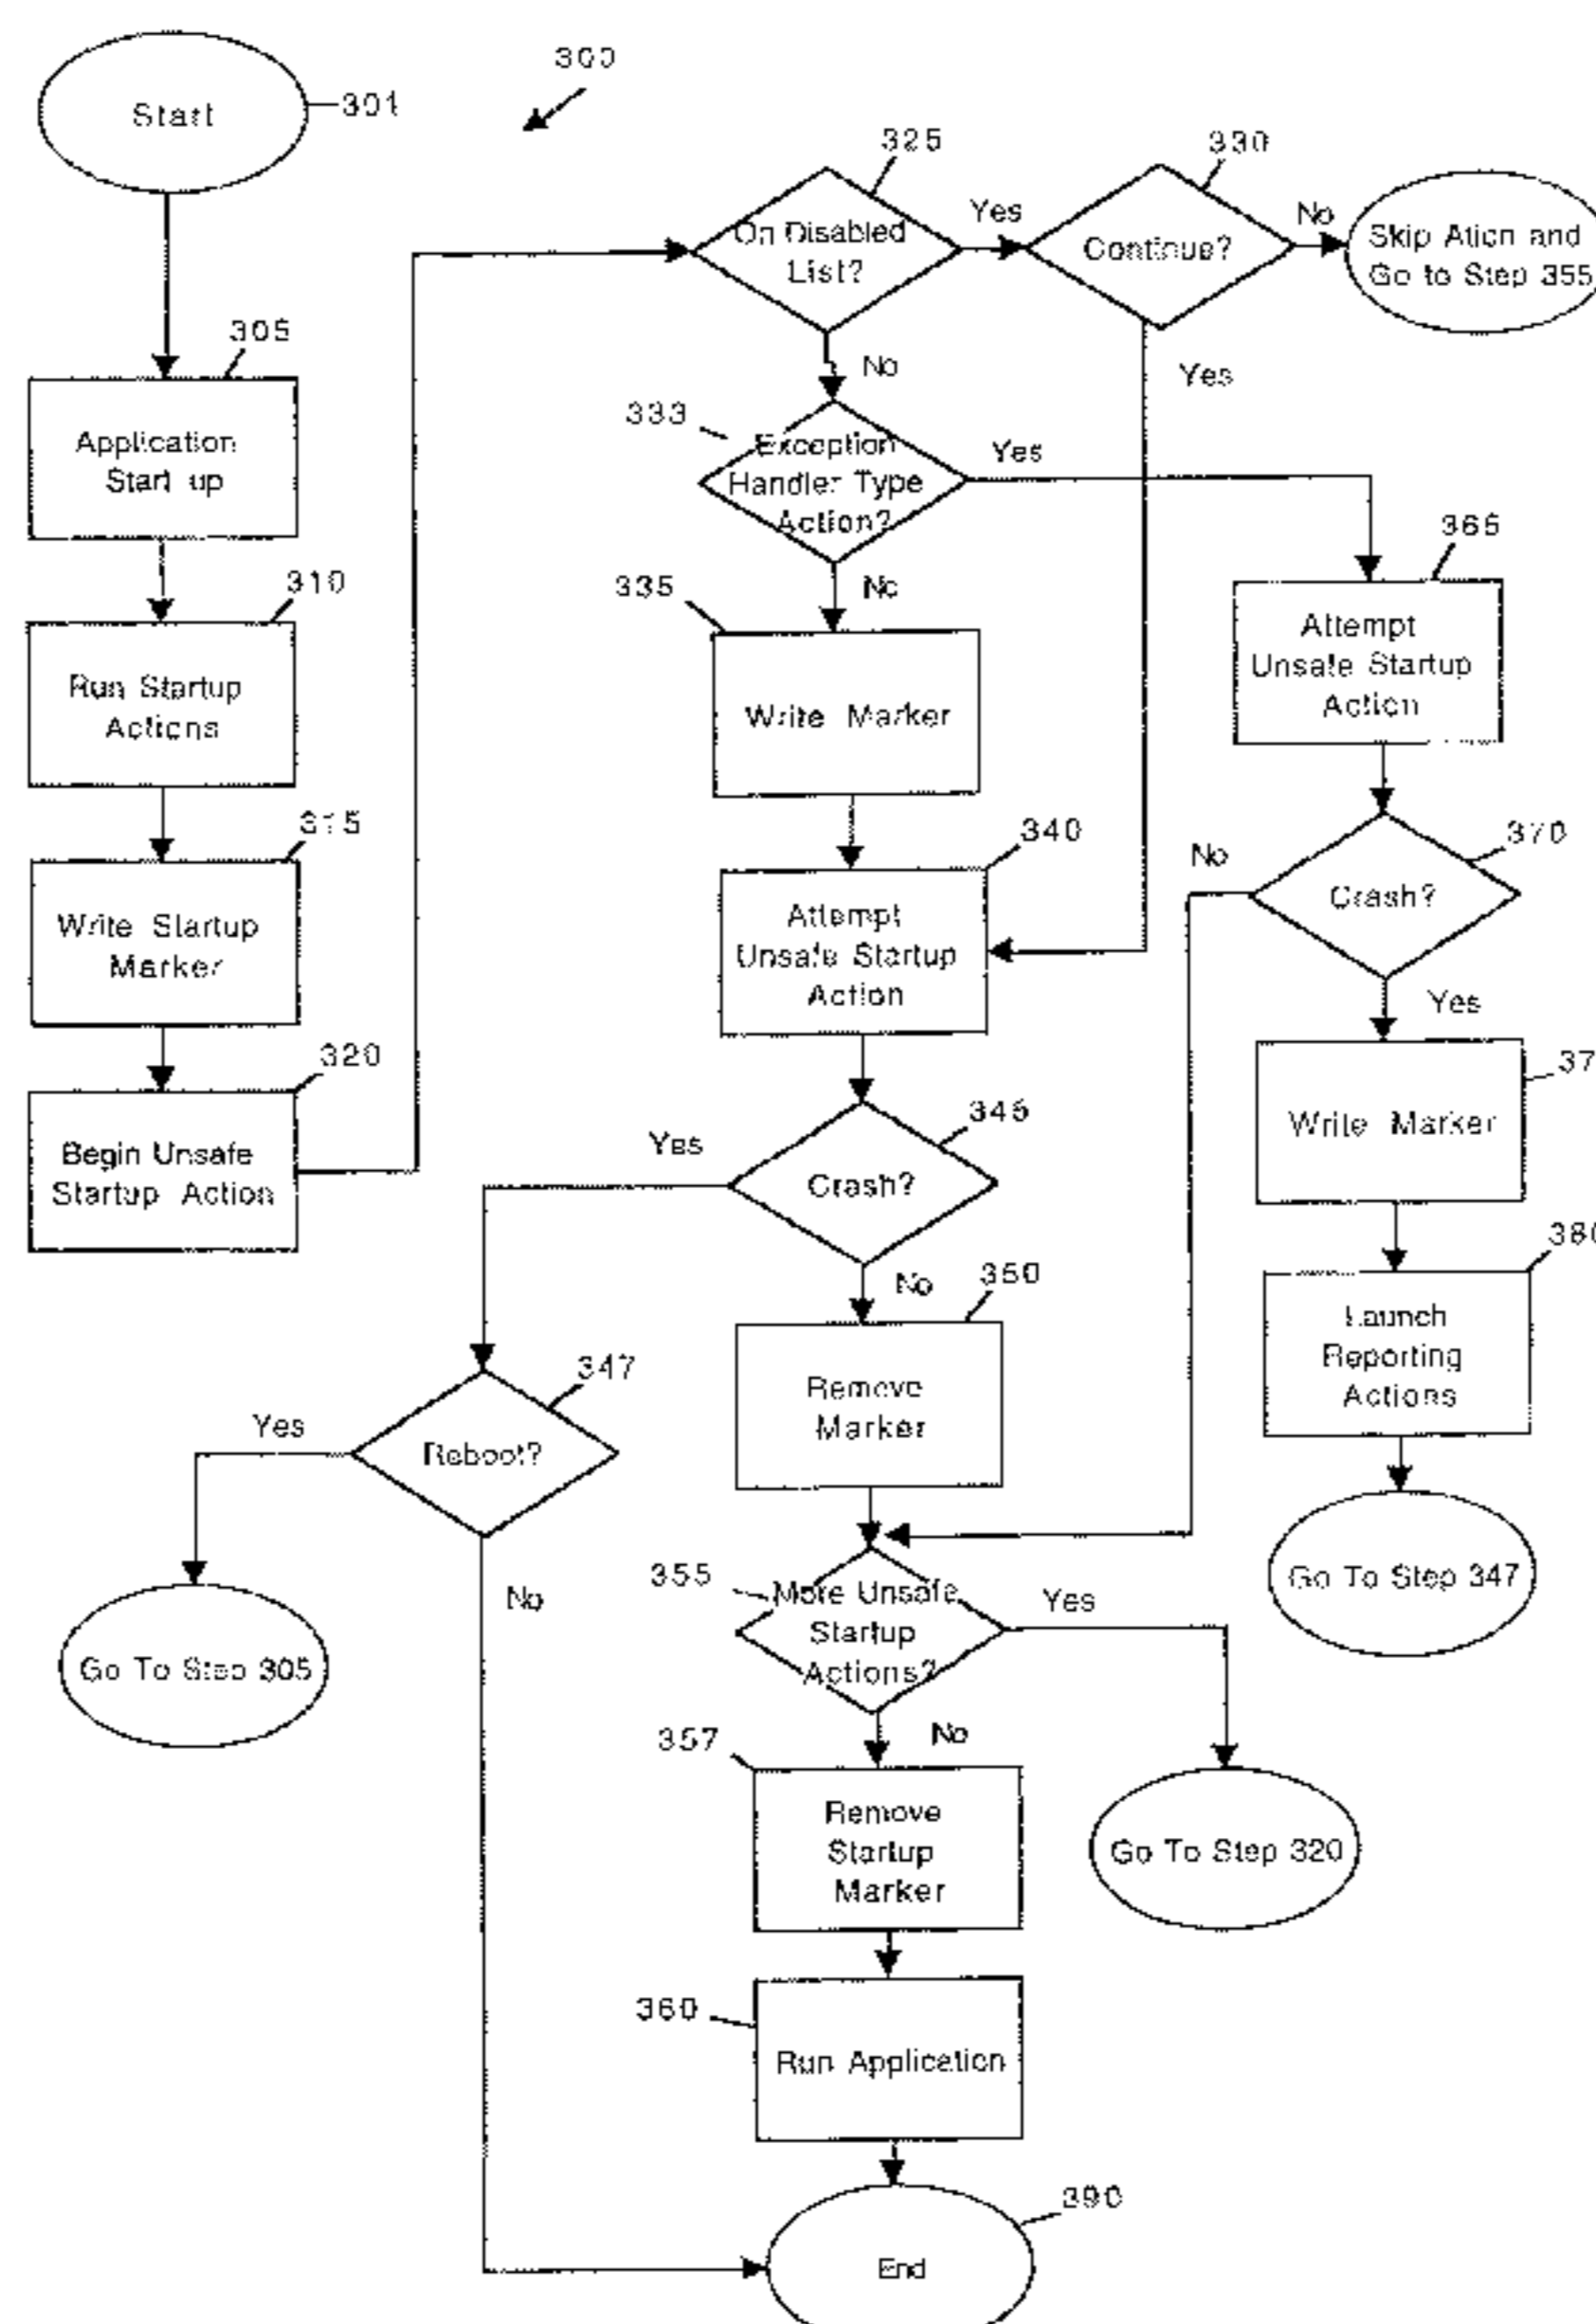 300
Start
301
305
Application
Start up
310
Run Startup
Actions
315
Write Startup
Marker
320
Begin Unsafe
Startup Action
325
On Disabled
List?
Yes
330
Continue?
No
Skip Ation and
Go to Step 355
No
Yes
333
Exception
Handler Type
Action?
Yes
No
335
Write Marker
365
Attempt
Unsafe Startup
Action
340
Attempt
Unsafe Startup
Action
370
No
Crash?
Yes
37
Write Marker
345
Yes
Crash?
No
350
Remove
Marker
380
Launch
Reporting
Actions
Go To Step 347
347
Yes
Reboot?
No
Go To Step 305
355
More Unsafe
Startup
Actions?
Yes
No
Go To Step 320
357
Remove
Startup
Marker
360
Run Application
390
End